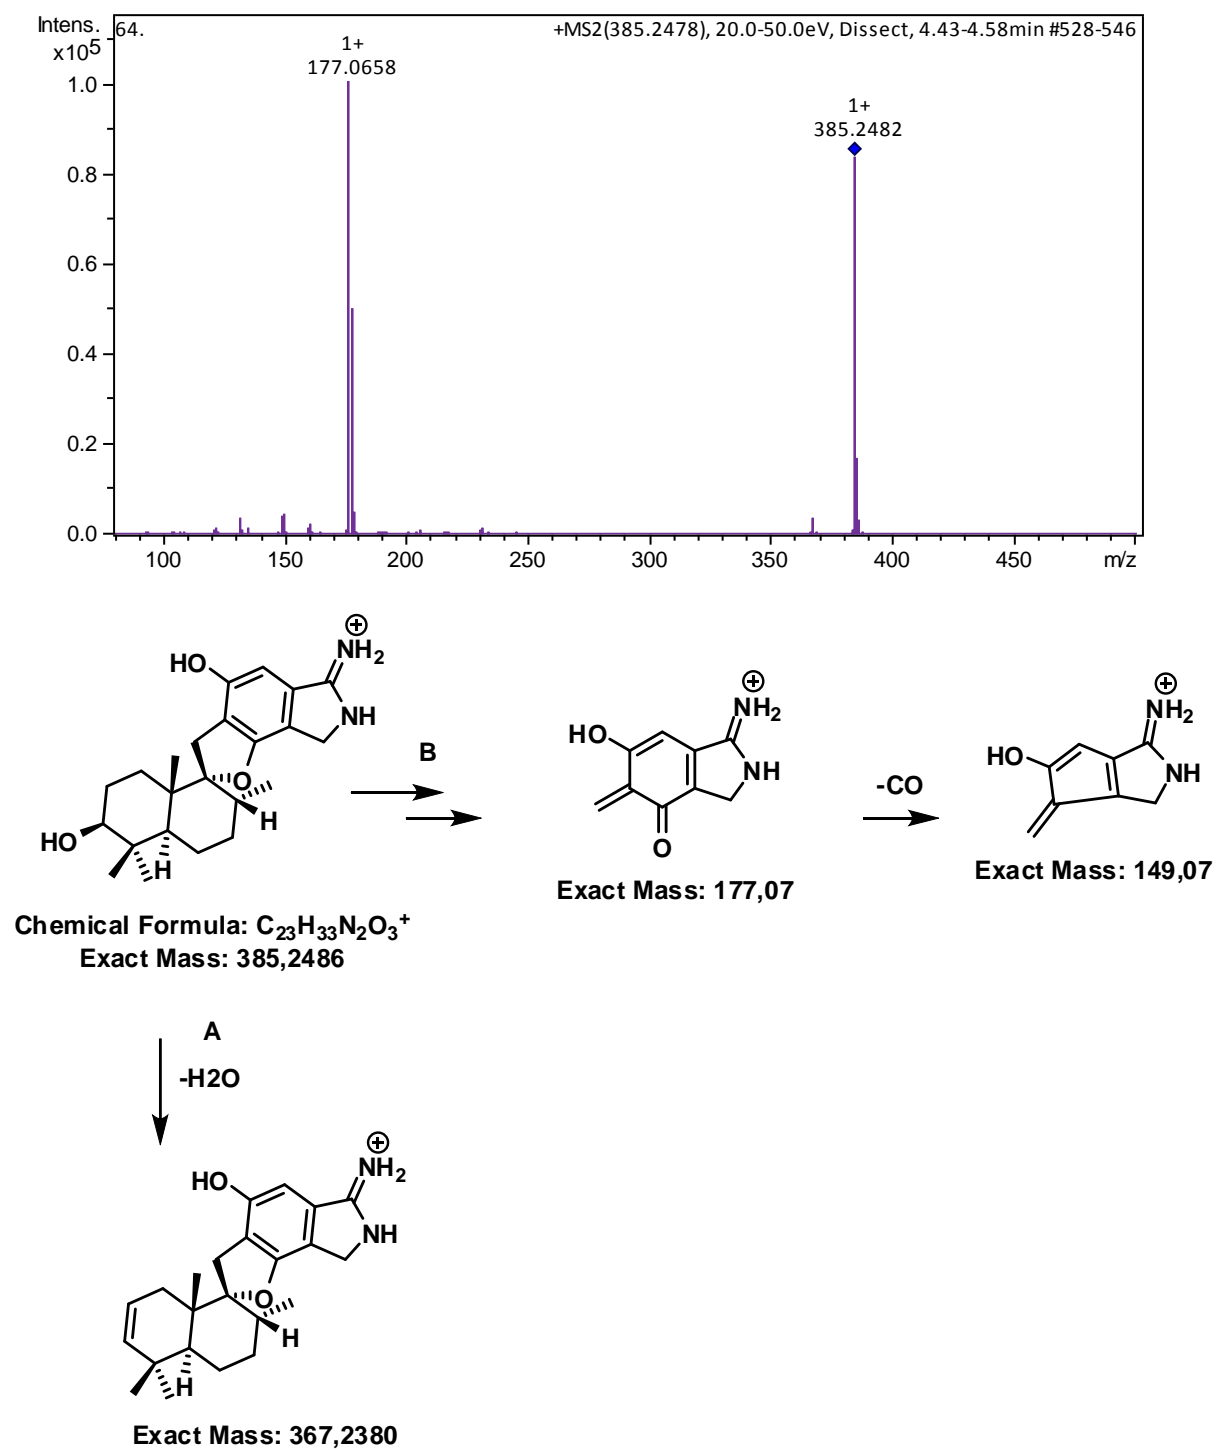 Intens.
x10⁵
64.
+MS2(385.2478), 20.0-50.0eV, Dissect, 4.43-4.58min #528-546
1+
177.0658
1+
385.2482
1.0
0.8
0.6
0.4
0.2
0.0
100 150 200 250 300 350 400 450 m/z
⊕
NH₂
HO
NH
O
H
HO
H
Chemical Formula: C₂₃H₃₃N₂O₃⁺
Exact Mass: 385,2486
B
⊕
NH₂
HO
NH
O
Exact Mass: 177,07
-CO
⊕
NH₂
HO
NH
Exact Mass: 149,07
A
-H2O
⊕
NH₂
HO
NH
O
H
H
Exact Mass: 367,2380